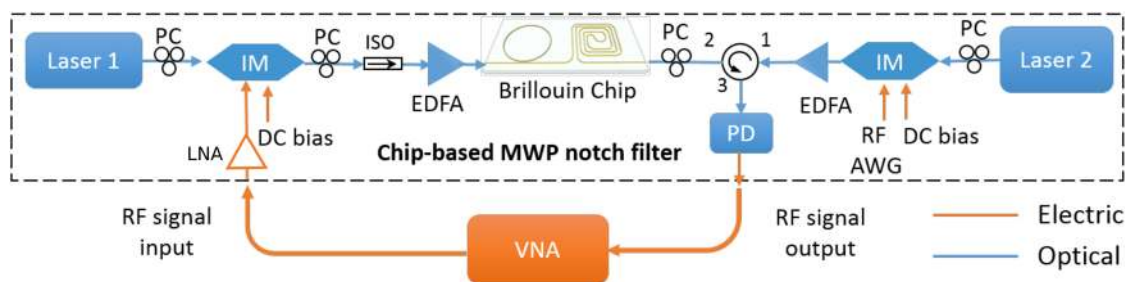 PC
PC
PC
2
1
PC
Laser 1
IM
ISO
3
IM
Laser 2
EDFA
Brillouin Chip
EDFA
DC bias
PD
RF
DC bias
LNA
Chip-based MWP notch filter
AWG
RF signal
input
VNA
RF signal
output
Electric
Optical